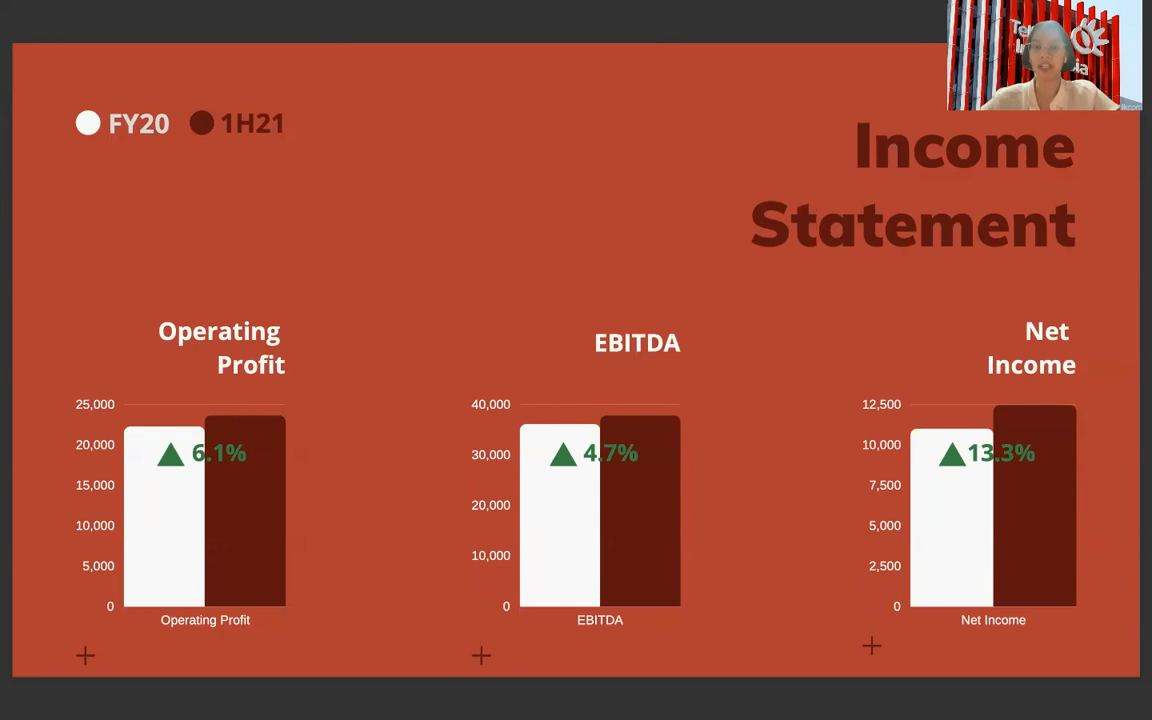 FY20
1H21
Income
Statement
Operating
Profit
25,000
20,000
15,000
10,000
5,000
0
6.1%
Operating Profit
EBITDA
40,000
30,000
20,000
10,000
0
4.7%
EBITDA
Net
Income
12,500
10,000
7,500
5,000
2,500
0
13.3%
Net Income